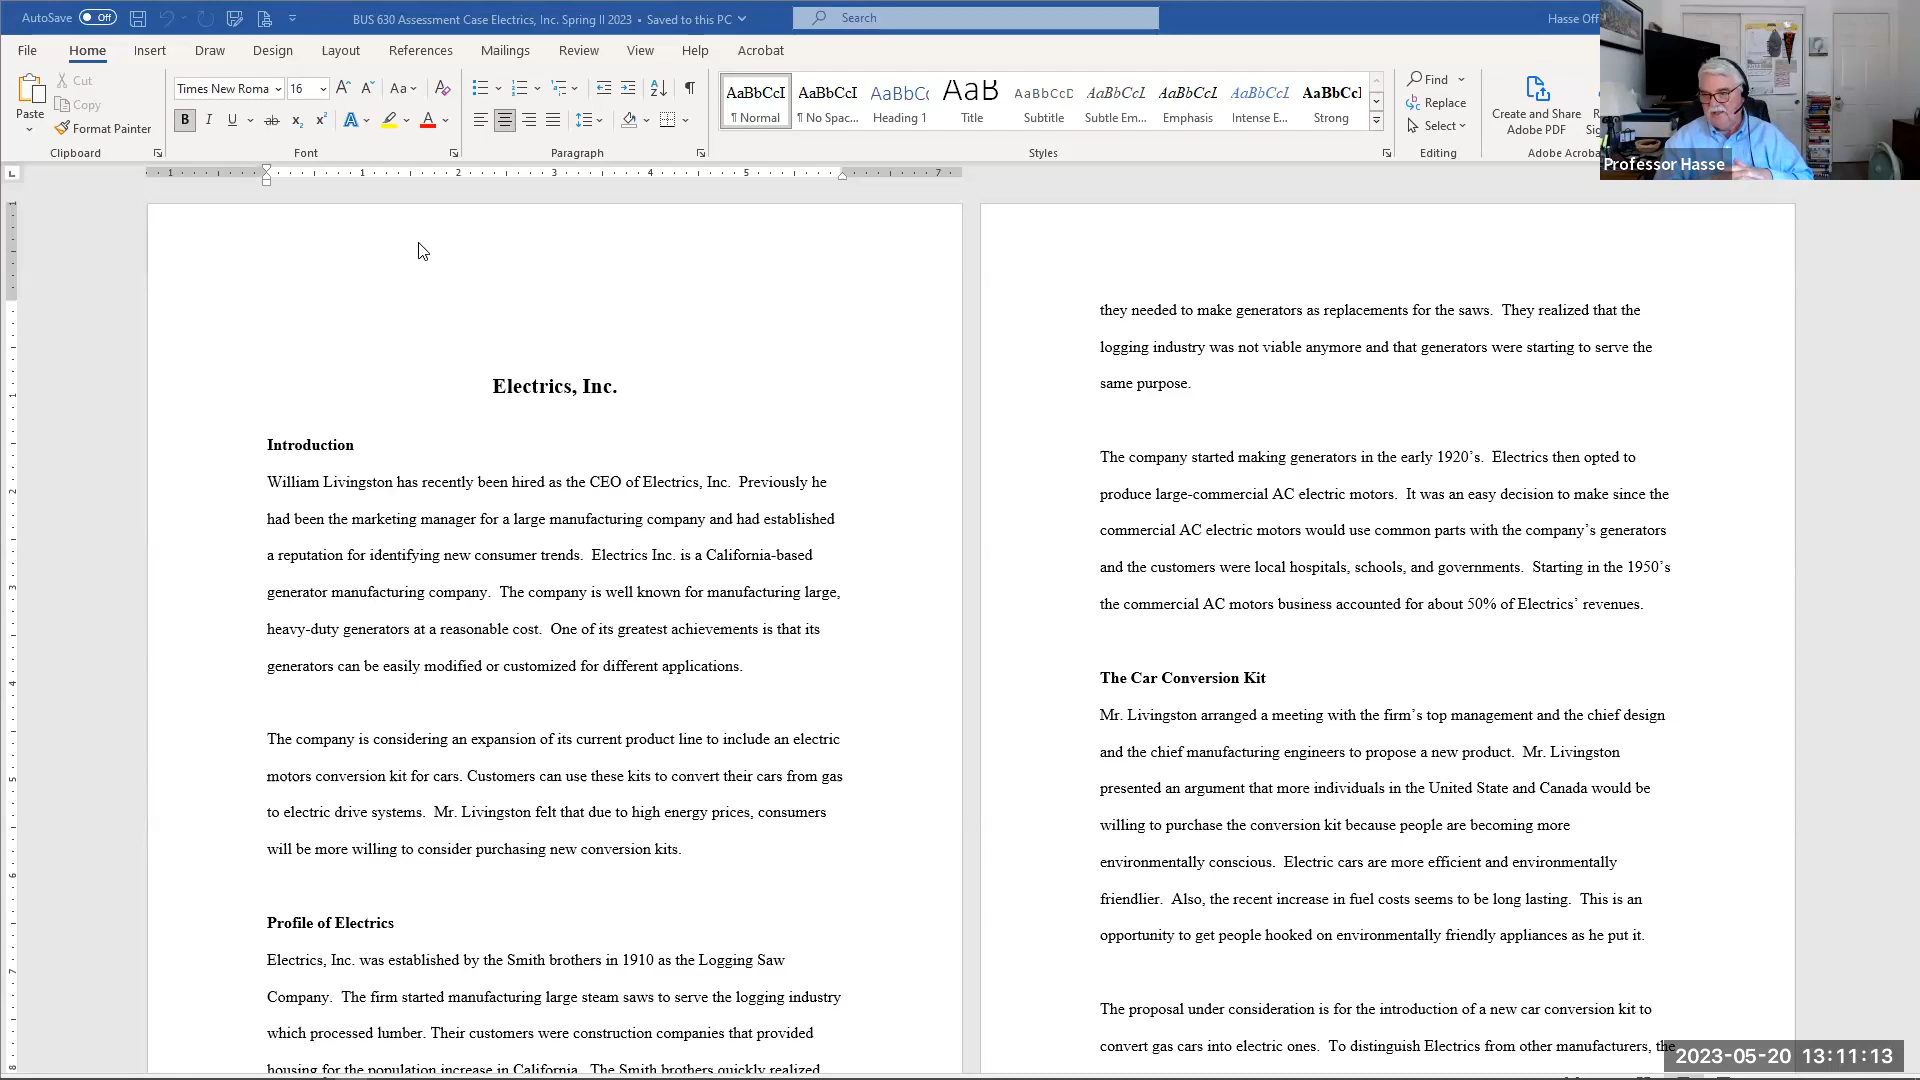 AutoSave Off BUS 630 Assessment Case Electrics, Inc. Spring II 2023 • Saved to this PC Search Hasse Off
File Home Insert Draw Design Layout References Mailings Review View Help Acrobat
Paste
Cut
Copy
Format Painter
Clipboard
Times New Roma 16
Font
Paragraph
AaBbCcI AaBbCcI AaBbCc AaB AaBbCcD AaBbCcL AaBbCcL AaBbCcL AaBbCcl
¶ Normal ¶ No Spac... Heading 1 Title Subtitle Subtle Em... Emphasis Intense E... Strong
Styles
Find
Replace
Select
Editing
Create and Share
Adobe PDF
Adobe Acroba
Professor Hasse
Electrics, Inc.
Introduction
William Livingston has recently been hired as the CEO of Electrics, Inc.  Previously he
had been the marketing manager for a large manufacturing company and had established
a reputation for identifying new consumer trends.  Electrics Inc. is a California-based
generator manufacturing company.  The company is well known for manufacturing large,
heavy-duty generators at a reasonable cost.  One of its greatest achievements is that its
generators can be easily modified or customized for different applications.
The company is considering an expansion of its current product line to include an electric
motors conversion kit for cars. Customers can use these kits to convert their cars from gas
to electric drive systems.  Mr. Livingston felt that due to high energy prices, consumers
will be more willing to consider purchasing new conversion kits.
Profile of Electrics
Electrics, Inc. was established by the Smith brothers in 1910 as the Logging Saw
Company.  The firm started manufacturing large steam saws to serve the logging industry
which processed lumber. Their customers were construction companies that provided
housing for the population increase in California.  The Smith brothers quickly realized
they needed to make generators as replacements for the saws.  They realized that the
logging industry was not viable anymore and that generators were starting to serve the
same purpose.
The company started making generators in the early 1920's.  Electrics then opted to
produce large-commercial AC electric motors.  It was an easy decision to make since the
commercial AC electric motors would use common parts with the company's generators
and the customers were local hospitals, schools, and governments.  Starting in the 1950's
the commercial AC motors business accounted for about 50% of Electrics' revenues.
The Car Conversion Kit
Mr. Livingston arranged a meeting with the firm's top management and the chief design
and the chief manufacturing engineers to propose a new product.  Mr. Livingston
presented an argument that more individuals in the United State and Canada would be
willing to purchase the conversion kit because people are becoming more
environmentally conscious.  Electric cars are more efficient and environmentally
friendlier.  Also, the recent increase in fuel costs seems to be long lasting.  This is an
opportunity to get people hooked on environmentally friendly appliances as he put it.
The proposal under consideration is for the introduction of a new car conversion kit to
convert gas cars into electric ones.  To distinguish Electrics from other manufacturers, the
2023-05-20 13:11:13